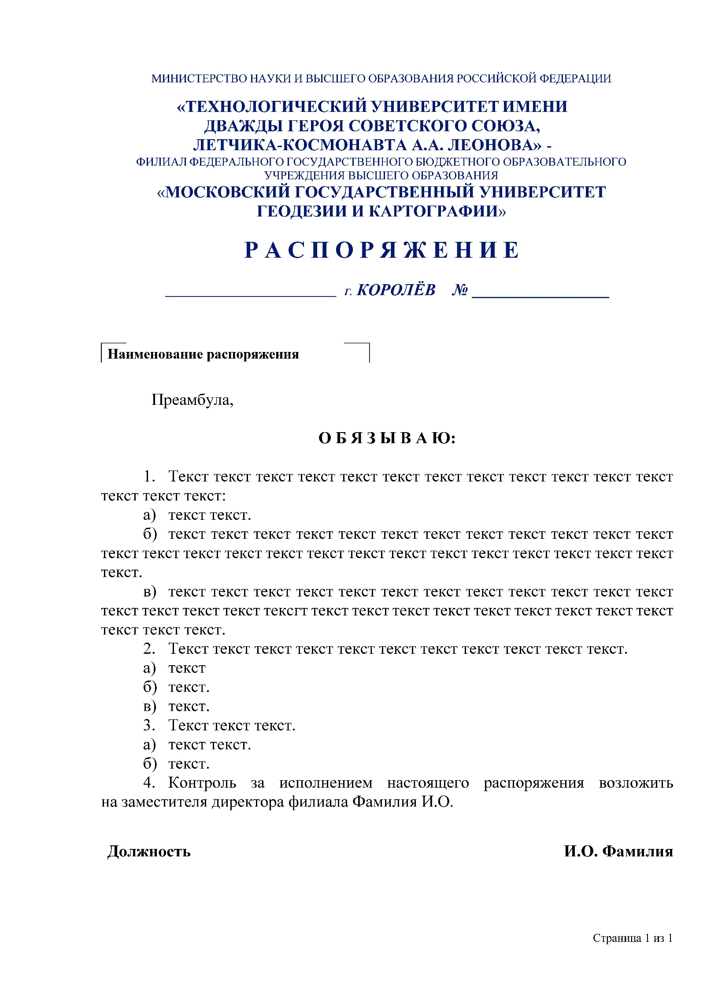 МИНИСТЕРСТВО НАУКИ И ВЫСШЕГО ОБРАЗОВАНИЯ РОССИЙСКОЙ ФЕДЕРАЦИИ
«ТЕХНОЛОГИЧЕСКИЙ УНИВЕРСИТЕТ ИМЕНИ
ДВАЖДЫ ГЕРОЯ СОВЕТСКОГО СОЮЗА,
ЛЕТЧИКА-КОСМОНАВТА А.А. ЛЕОНОВА» -
ФИЛИАЛ ФЕДЕРАЛЬНОГО ГОСУДАРСТВЕННОГО БЮДЖЕТНОГО ОБРАЗОВАТЕЛЬНОГО
УЧРЕЖДЕНИЯ ВЫСШЕГО ОБРАЗОВАНИЯ
«МОСКОВСКИЙ ГОСУДАРСТВЕННЫЙ УНИВЕРСИТЕТ
ГЕОДЕЗИИ И КАРТОГРАФИИ»
Р А С П О Р Я Ж Е Н И Е
____________________ г. КОРОЛЁВ № ________________
Наименование распоряжения
Преамбула,
О Б Я З Ы В А Ю:
1. Текст текст текст текст текст текст текст текст текст текст текст текст
текст текст текст:
а) текст текст.
б) текст текст текст текст текст текст текст текст текст текст текст текст
текст текст текст текст текст текст текст текст текст текст текст текст текст текст
текст.
в) текст текст текст текст текст текст текст текст текст текст текст текст
текст текст текст текст тексгт текст текст текст текст текст текст текст текст текст
текст текст текст.
2. Текст текст текст текст текст текст текст текст текст текст текст.
а) текст
б) текст.
в) текст.
3. Текст текст текст.
а) текст текст.
б) текст.
4. Контроль за исполнением настоящего распоряжения возложить
на заместителя директора филиала Фамилия И.О.
Должность И.О. Фамилия
Страница 1 из 1